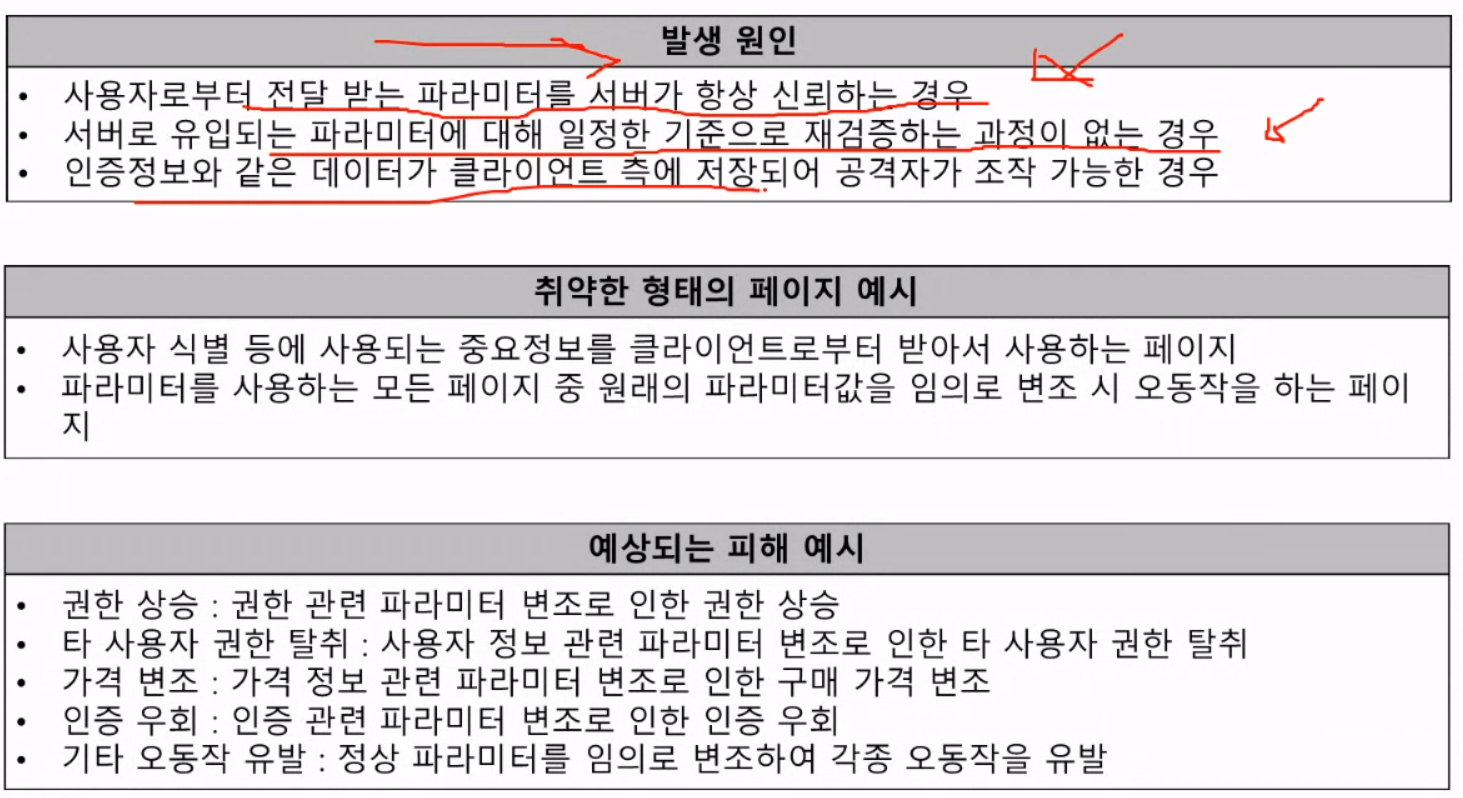 발생 원인
• 사용자로부터 전달 받는 파라미터를 서버가 항상 신뢰하는 경우
• 서버로 유입되는 파라미터에 대해 일정한 기준으로 재검증하는 과정이 없는 경우
• 인증정보와 같은 데이터가 클라이언트 측에 저장되어 공격자가 조작 가능한 경우
취약한 형태의 페이지 예시
• 사용자 식별 등에 사용되는 중요정보를 클라이언트로부터 받아서 사용하는 페이지
• 파라미터를 사용하는 모든 페이지 중 원래의 파라미터값을 임의로 변조 시 오동작을 하는 페이
지
예상되는 피해 예시
• 권한 상승 : 권한 관련 파라미터 변조로 인한 권한 상승
• 타 사용자 권한 탈취 : 사용자 정보 관련 파라미터 변조로 인한 타 사용자 권한 탈취
• 가격 변조 : 가격 정보 관련 파라미터 변조로 인한 구매 가격 변조
• 인증 우회 : 인증 관련 파라미터 변조로 인한 인증 우회
• 기타 오동작 유발 : 정상 파라미터를 임의로 변조하여 각종 오동작을 유발